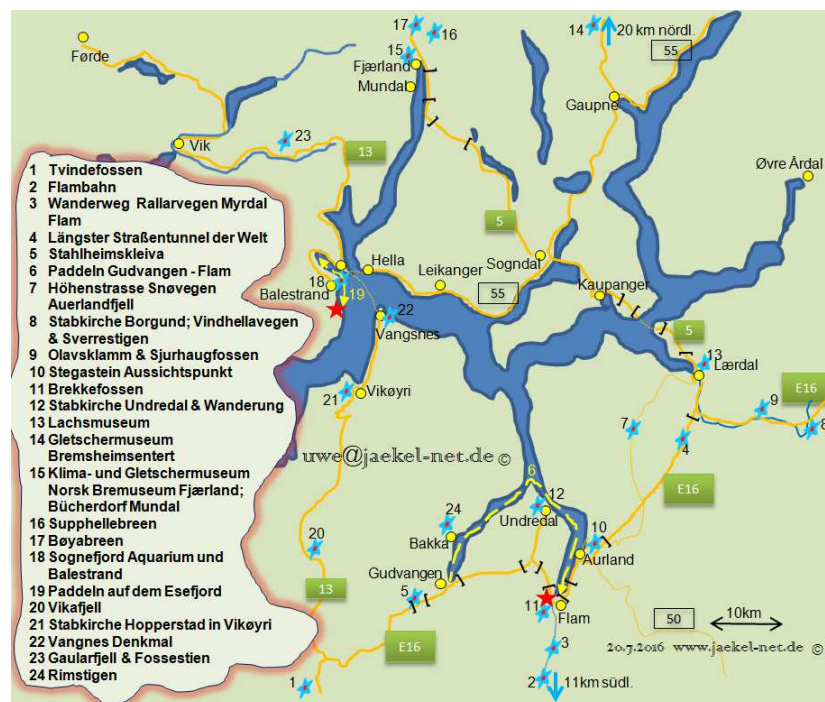 1 Tvindefossen
2 Flambahn
3 Wanderweg Rallarvegen Myrdal
Flam
4 Längster Straßentunnel der Welt
5 Stahlheimskleiva
6 Paddeln Gudvangen - Flam
7 Höhenstrasse Snøvegen
Auerlandfjell
8 Stabkirche Borgund; Vindhellavegen
& Sverrestigen
9 Olavsklamm & Sjurhaugfossen
10 Stegastein Aussichtspunkt
11 Brekkefossen
12 Stabkirche Undredal & Wanderung
13 Lachsmuseum
14 Gletschermuseum
Bremsheimsentert
15 Klima- und Gletschermuseum
Norsk Bremuseum Fjærland;
Bücherdorf Mundal
16 Supphellebreen
17 Bøyabreen
18 Sognefjord Aquarium und
Balestrand
19 Paddeln auf dem Esefjord
20 Vikafjell
21 Stabkirche Hopperstad in Vikøyri
22 Vangnes Denkmal
23 Gaularfjell & Fossestien
24 Rimstigen
17
16
14
20 km nördl.
Førde
15
Fjærland
55
Mundal
Gaupne
23
Vik
13
Øvre Årdal
5
Hella
Sogndal
Leikanger
18
19
Balestrand
Kaupanger
55
22
Vangsnes
5
13
Lærdal
21
Vikøyri
E16
9
7
8
4
uwe@jaekel-net.de ©
6
E16
24
12
Undredal
20
Bakka
10
Aurland
Gudvangen
13
5
11
Flam
50
10km
E16
3
20.7.2016 www.jaekel-net.de ©
1
2
11km südl.